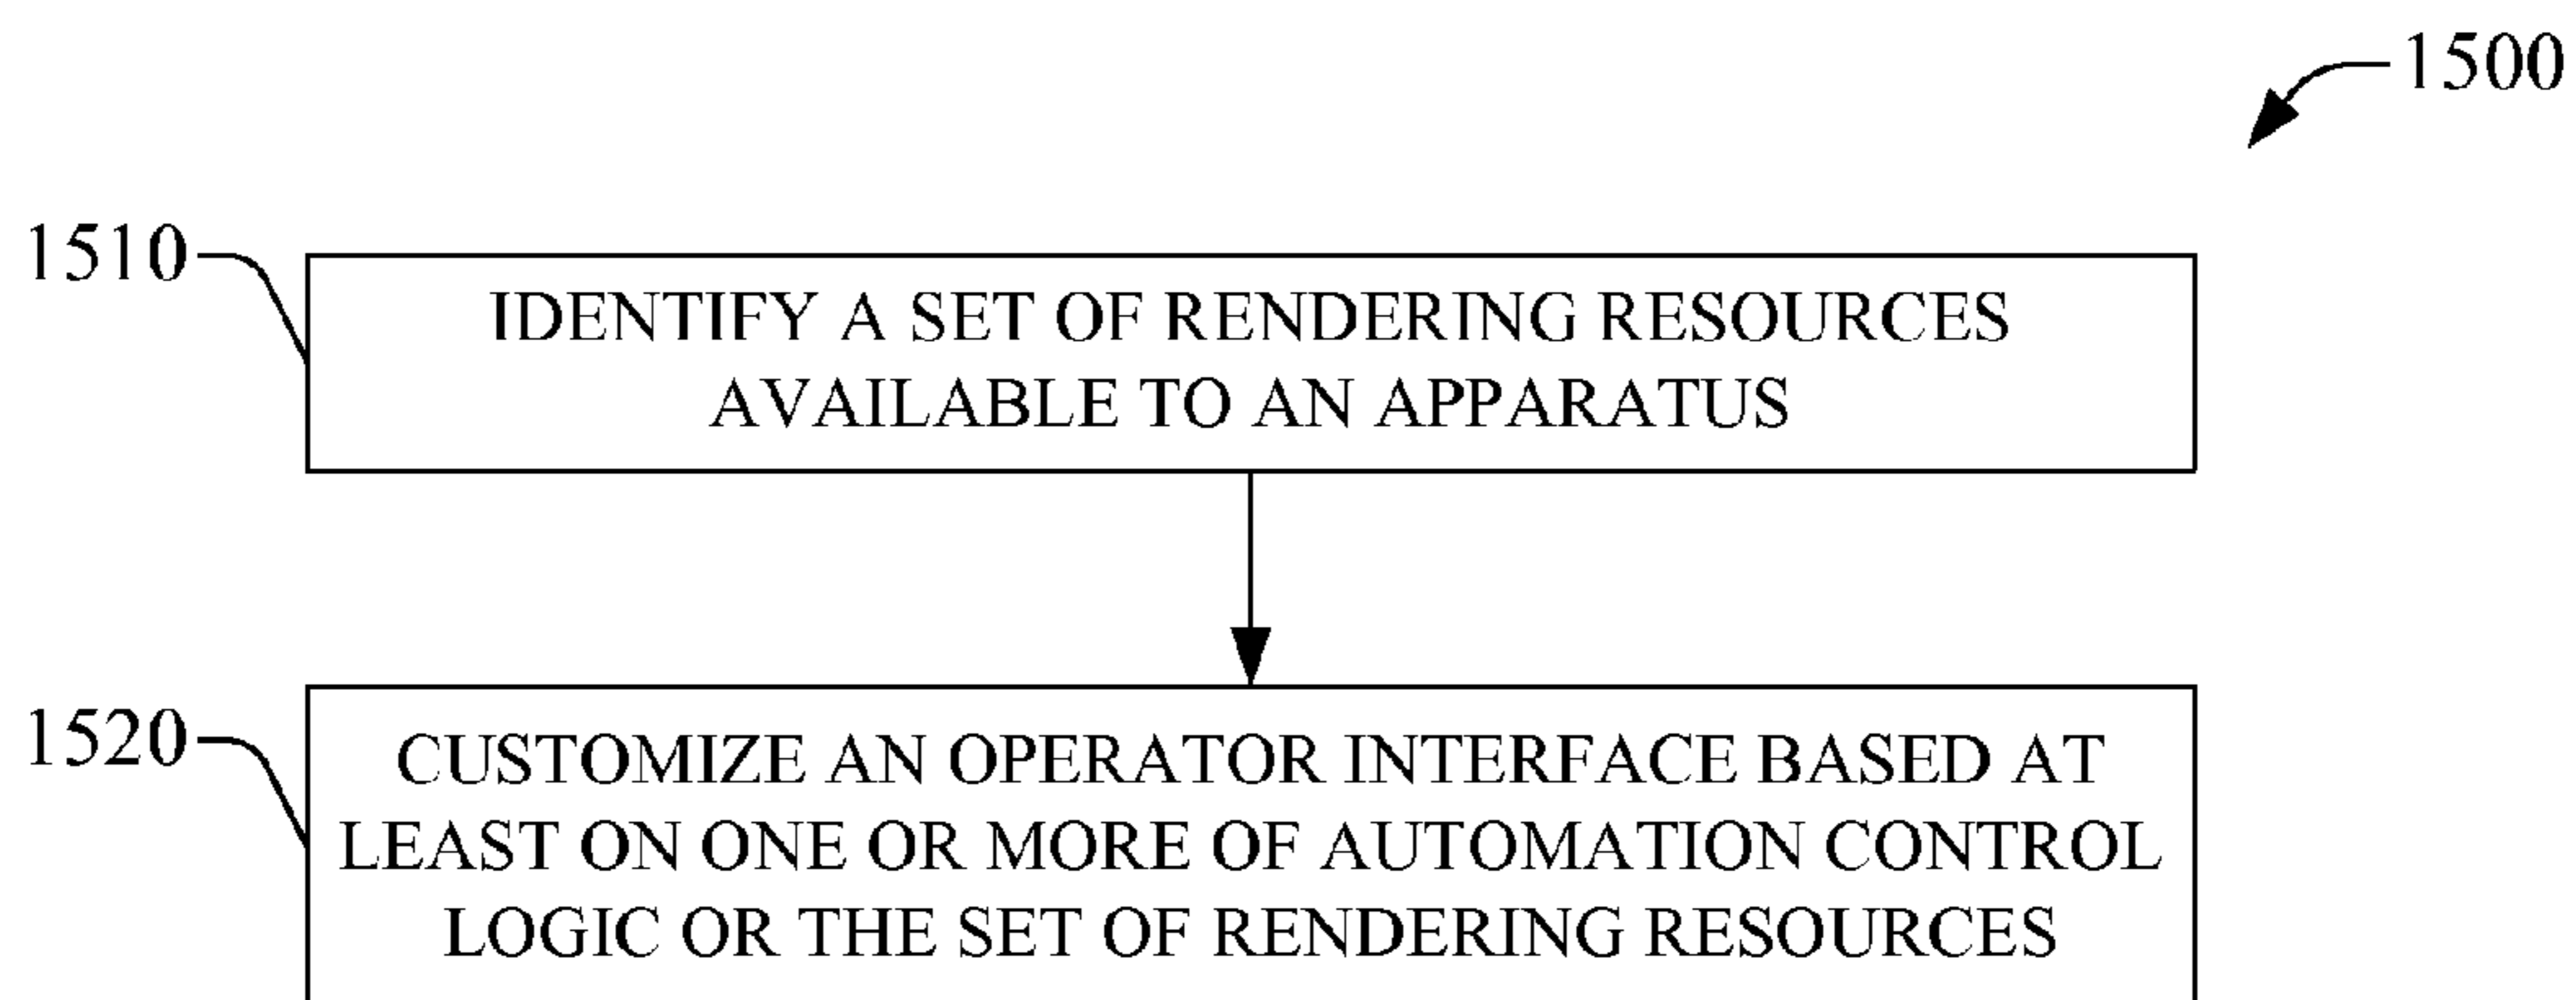 1500
1510
IDENTIFY A SET OF RENDERING RESOURCES
AVAILABLE TO AN APPARATUS
1520
CUSTOMIZE AN OPERATOR INTERFACE BASED AT
LEAST ON ONE OR MORE OF AUTOMATION CONTROL
LOGIC OR THE SET OF RENDERING RESOURCES